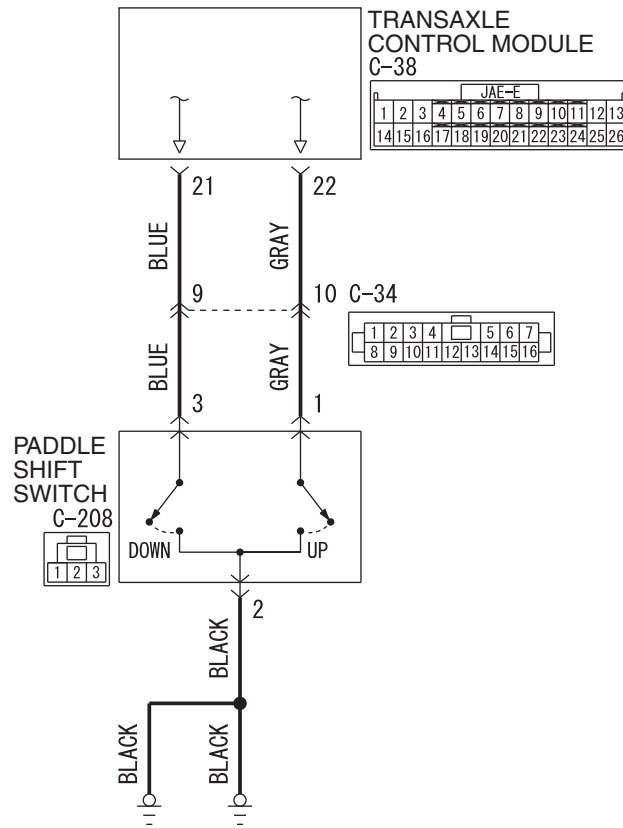 TRANSAXLE
CONTROL MODULE
C-38
JAE-E
1 2 3 4 5 6 7 8 9 10 11 12 13
14 15 16 17 18 19 20 21 22 23 24 25 26
21 22
BLUE GRAY
9 10 C-34
1 2 3 4 5 6 7
8 9 10 11 12 13 14 15 16
BLUE GRAY
3 1
PADDLE
SHIFT
SWITCH
C-208
1 2 3
DOWN UP
2
BLACK
BLACK BLACK